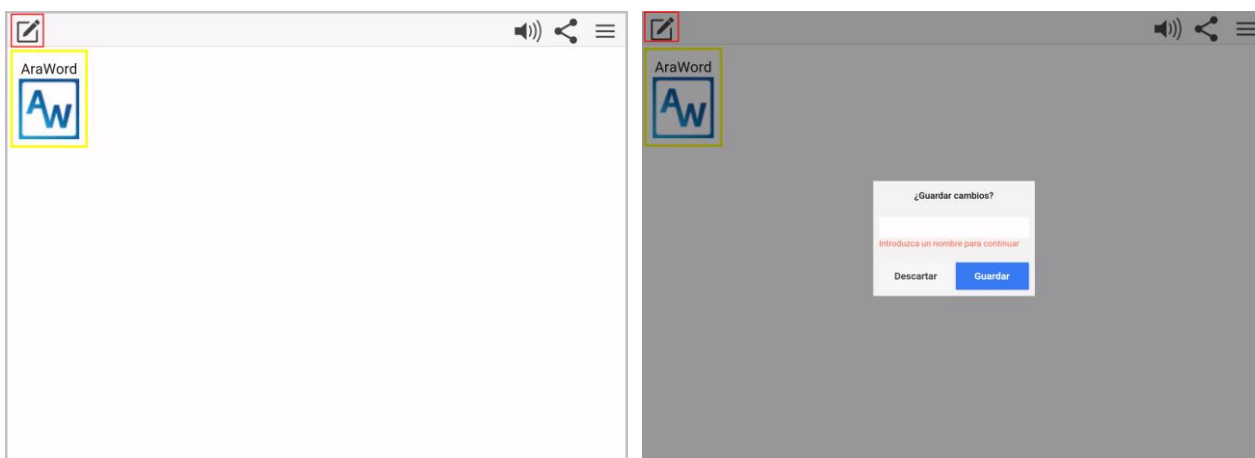 AraWord
AW
AraWord
AW
¿Guardar cambios?
Introduzca un nombre para continuar
Descartar
Guardar